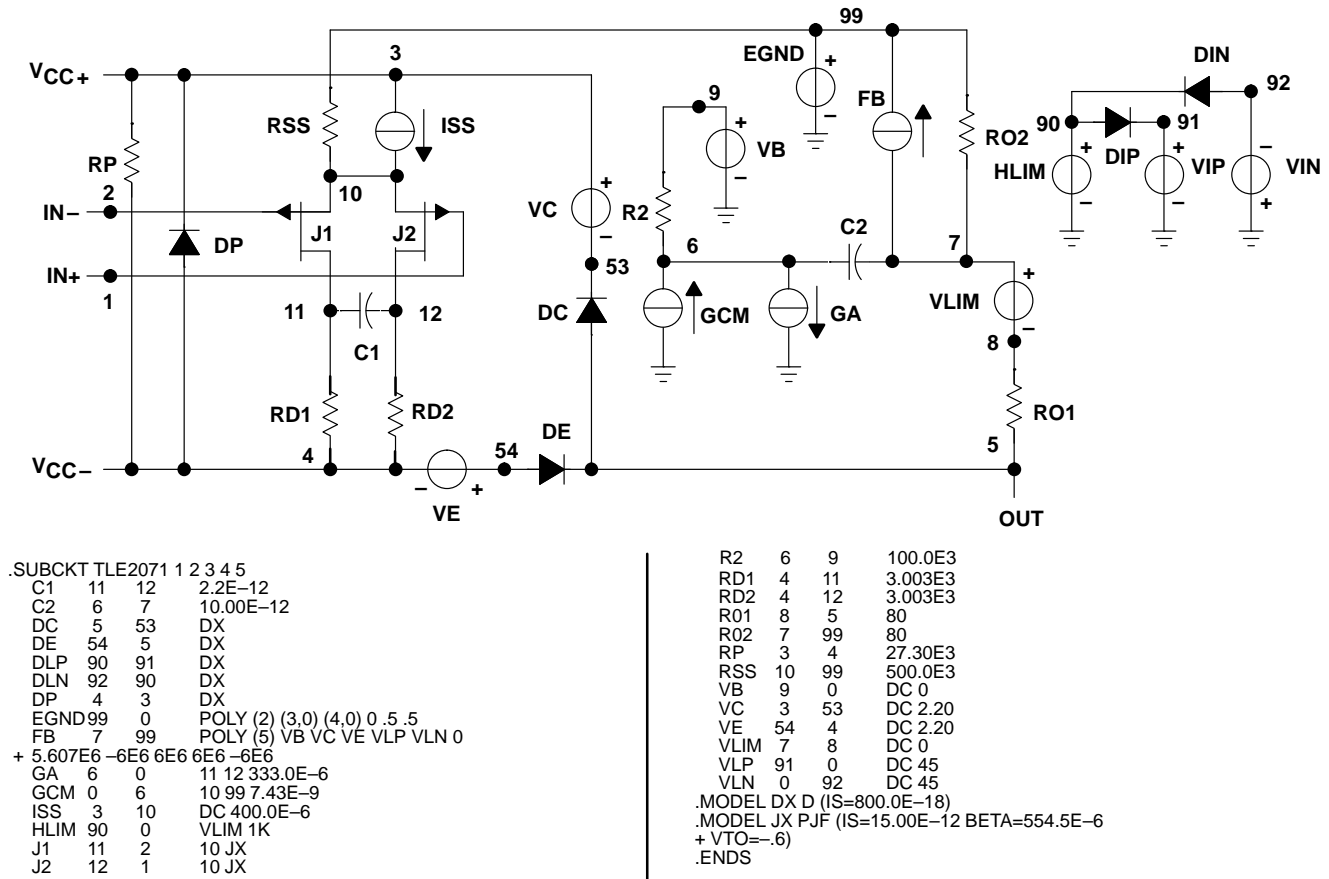 99
3
EGND
+
DIN
VCC+
9
FB
92
RSS
ISS
+
VB
–
–
RO2
90
91
+
DIP
+
–
RP
HLIM
VIP
VIN
–
–
+
2
10
+
VC
R2
IN–
J1
J2
–
C2
DP
6
7
IN+
53
+
1
VLIM
11
12
DC
GCM
GA
–
8
C1
RD1
RD2
RO1
DE
4
54
5
VCC–
–
+
VE
OUT
.SUBCKT TLE2071 1 2 3 4 5
C1 11 12 2.2E–12
C2 6 7 10.00E–12
DC 5 53 DX
DE 54 5 DX
DLP 90 91 DX
DLN 92 90 DX
DP 4 3 DX
EGND 99 0 POLY (2) (3,0) (4,0) 0 .5 .5
FB 7 99 POLY (5) VB VC VE VLP VLN 0
+ 5.607E6 –6E6 6E6 6E6 –6E6
GA 6 0 11 12 333.0E–6
GCM 0 6 10 99 7.43E–9
ISS 3 10 DC 400.0E–6
HLIM 90 0 VLIM 1K
J1 11 2 10 JX
J2 12 1 10 JX
R2 6 9 100.0E3
RD1 4 11 3.003E3
RD2 4 12 3.003E3
R01 8 5 80
R02 7 99 80
RP 3 4 27.30E3
RSS 10 99 500.0E3
VB 9 0 DC 0
VC 3 53 DC 2.20
VE 54 4 DC 2.20
VLIM 7 8 DC 0
VLP 91 0 DC 45
VLN 0 92 DC 45
.MODEL DX D (IS=800.0E–18)
.MODEL JX PJF (IS=15.00E–12 BETA=554.5E–6
+ VTO=–.6)
.ENDS